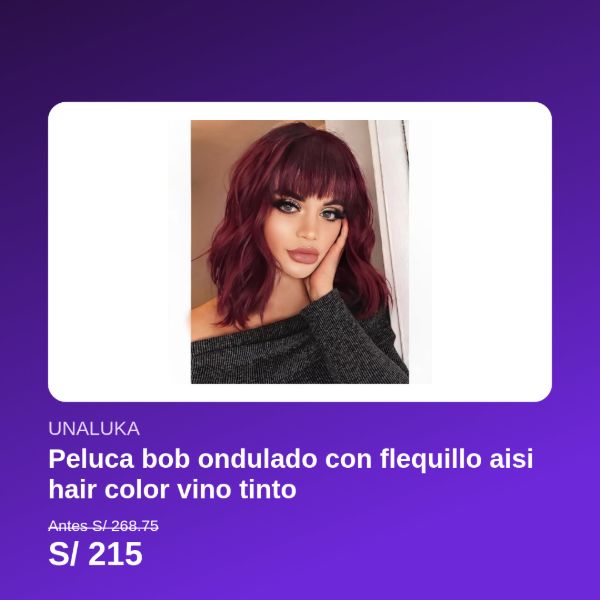 UNALUKA
Peluca bob ondulado con flequillo aisi
hair color vino tinto
Antes S/ 268.75
S/ 215